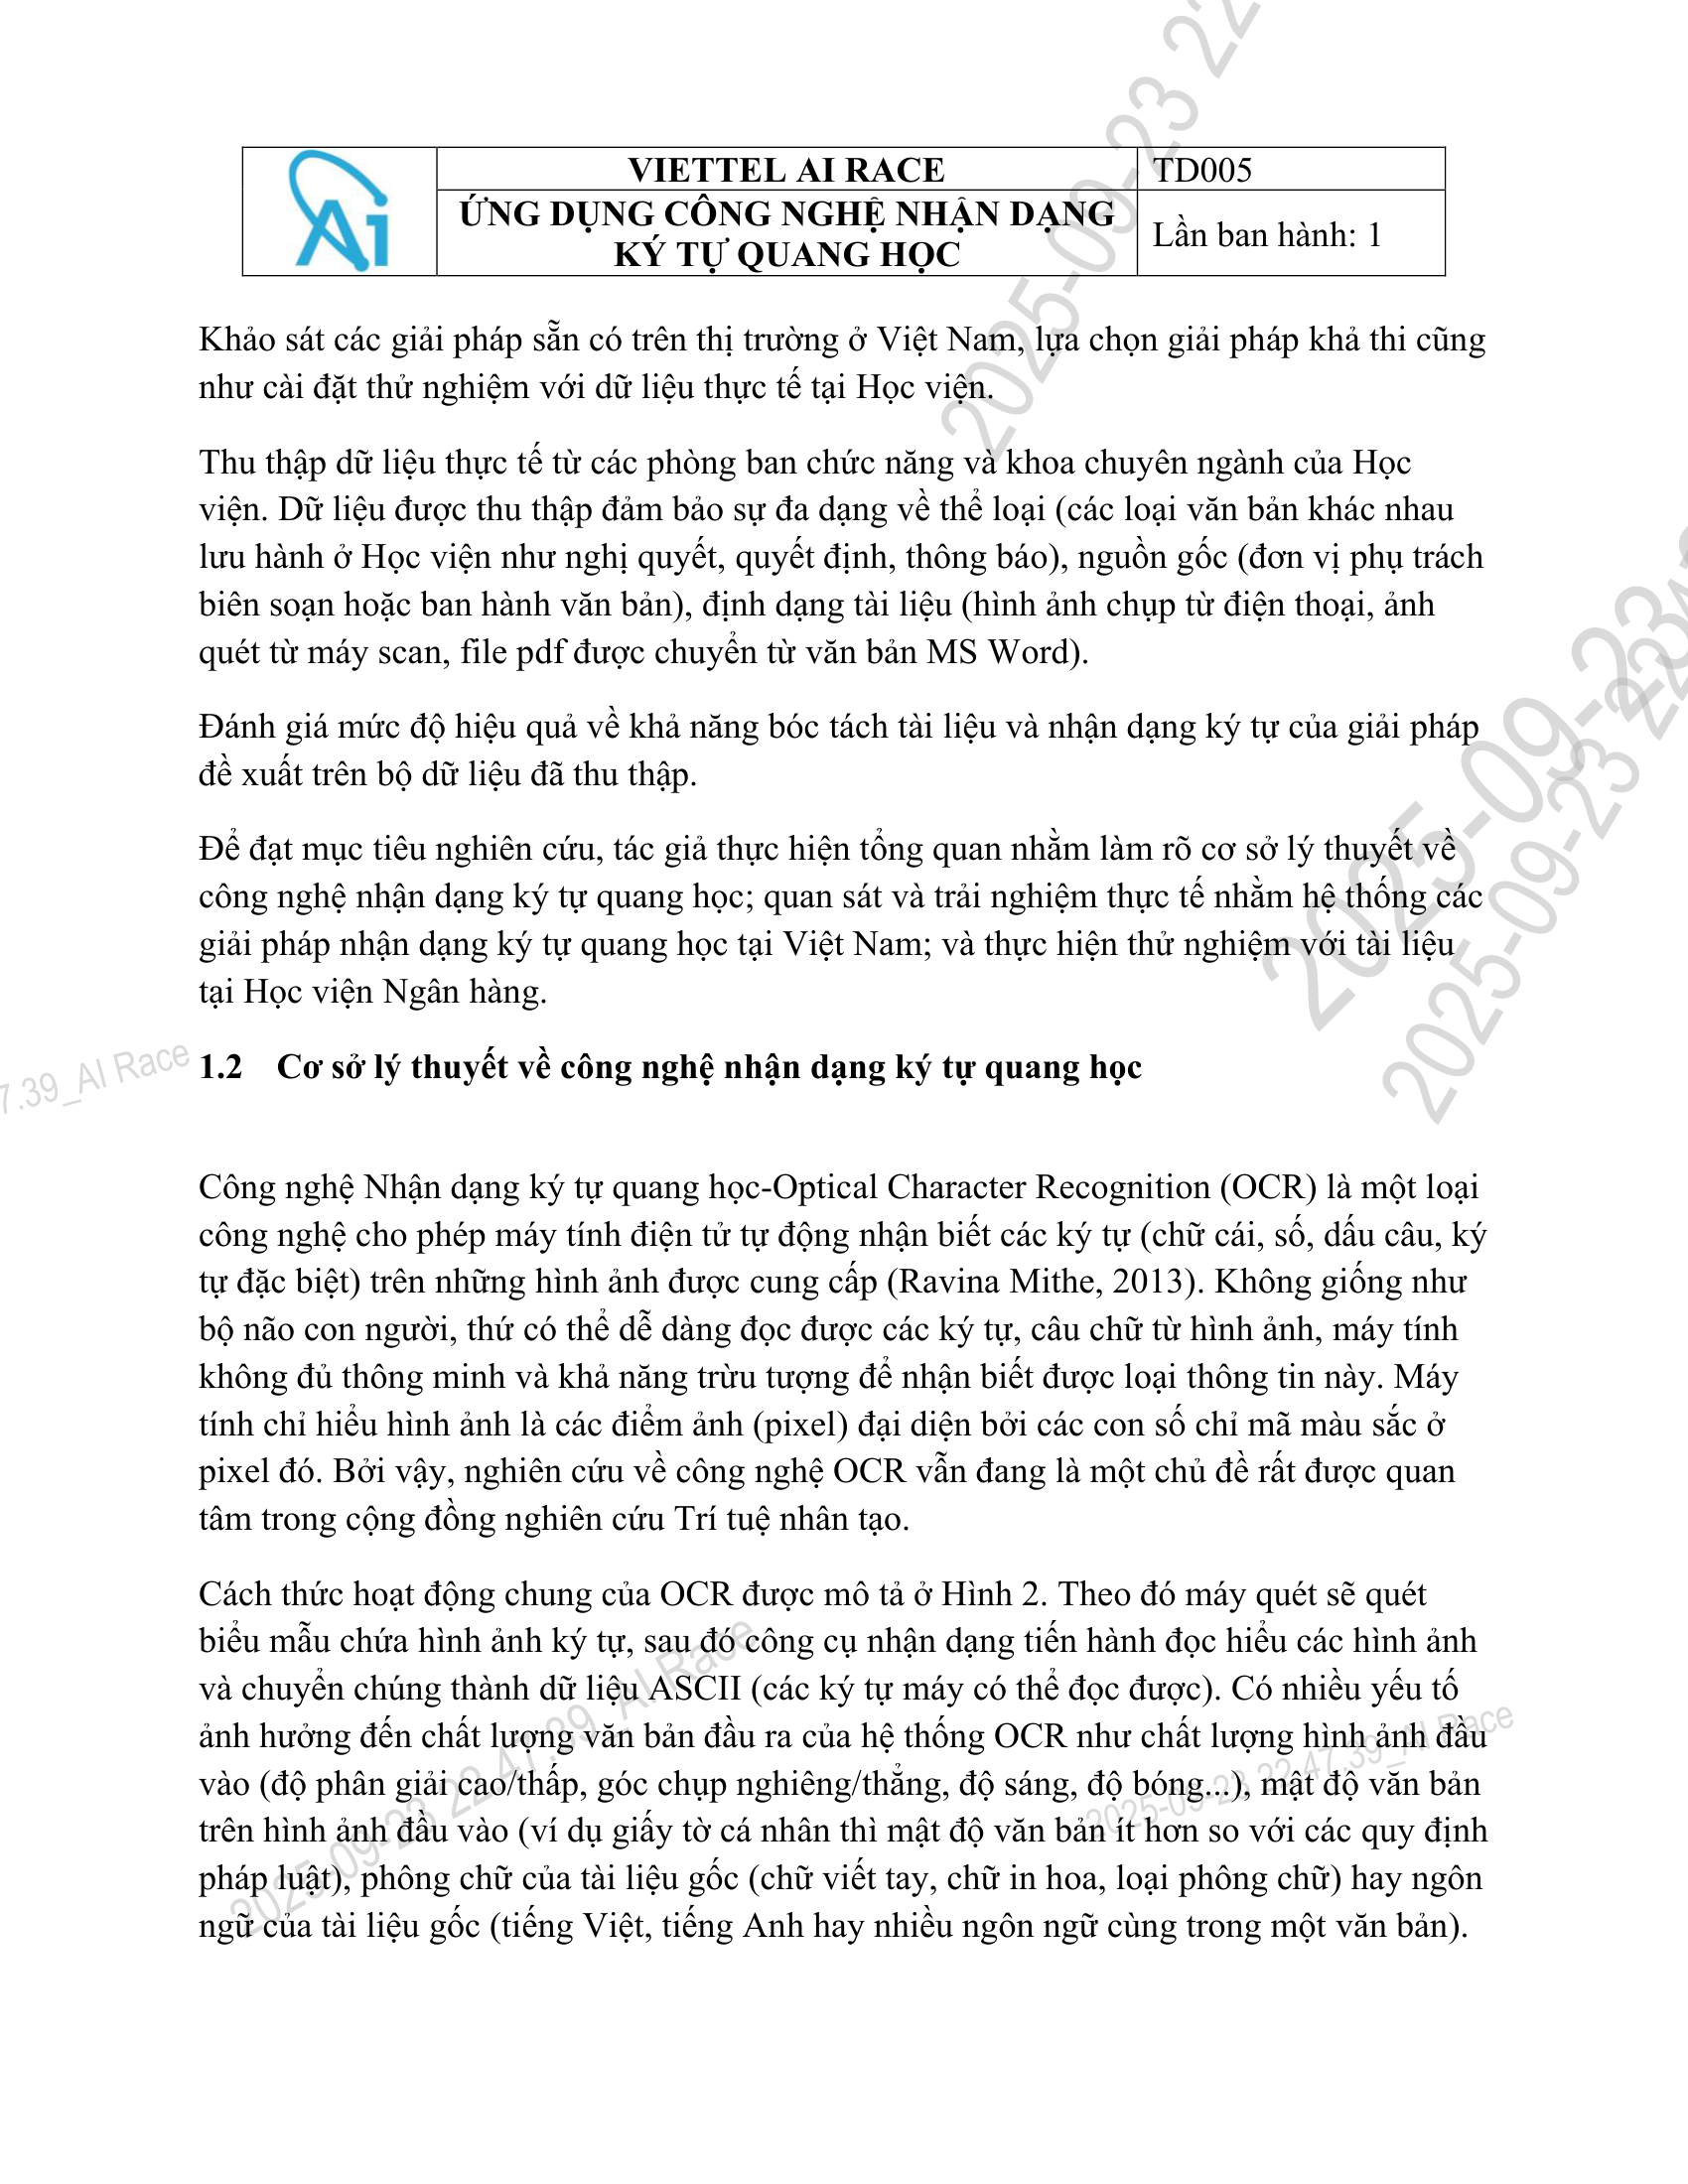 VIETTEL AI RACE
TD005
ỨNG DỤNG CÔNG NGHỆ NHẬN DẠNG
KÝ TỰ QUANG HỌC
Lần ban hành: 1
Ai
Khảo sát các giải pháp sẵn có trên thị trường ở Việt Nam, lựa chọn giải pháp khả thi cũng
như cài đặt thử nghiệm với dữ liệu thực tế tại Học viện.
Thu thập dữ liệu thực tế từ các phòng ban chức năng và khoa chuyên ngành của Học
viện. Dữ liệu được thu thập đảm bảo sự đa dạng về thể loại (các loại văn bản khác nhau
lưu hành ở Học viện như nghị quyết, quyết định, thông báo), nguồn gốc (đơn vị phụ trách
biên soạn hoặc ban hành văn bản), định dạng tài liệu (hình ảnh chụp từ điện thoại, ảnh
quét từ máy scan, file pdf được chuyển từ văn bản MS Word).
Đánh giá mức độ hiệu quả về khả năng bóc tách tài liệu và nhận dạng ký tự của giải pháp
đề xuất trên bộ dữ liệu đã thu thập.
Để đạt mục tiêu nghiên cứu, tác giả thực hiện tổng quan nhằm làm rõ cơ sở lý thuyết về
công nghệ nhận dạng ký tự quang học; quan sát và trải nghiệm thực tế nhằm hệ thống các
giải pháp nhận dạng ký tự quang học tại Việt Nam; và thực hiện thử nghiệm với tài liệu
tại Học viện Ngân hàng.
1.2 Cơ sở lý thuyết về công nghệ nhận dạng ký tự quang học
Công nghệ Nhận dạng ký tự quang học-Optical Character Recognition (OCR) là một loại
công nghệ cho phép máy tính điện tử tự động nhận biết các ký tự (chữ cái, số, dấu câu, ký
tự đặc biệt) trên những hình ảnh được cung cấp (Ravina Mithe, 2013). Không giống như
bộ não con người, thứ có thể dễ dàng đọc được các ký tự, câu chữ từ hình ảnh, máy tính
không đủ thông minh và khả năng trừu tượng để nhận biết được loại thông tin này. Máy
tính chỉ hiểu hình ảnh là các điểm ảnh (pixel) đại diện bởi các con số chỉ mã màu sắc ở
pixel đó. Bởi vậy, nghiên cứu về công nghệ OCR vẫn đang là một chủ đề rất được quan
tâm trong cộng đồng nghiên cứu Trí tuệ nhân tạo.
Cách thức hoạt động chung của OCR được mô tả ở Hình 2. Theo đó máy quét sẽ quét
biểu mẫu chứa hình ảnh ký tự, sau đó công cụ nhận dạng tiến hành đọc hiểu các hình ảnh
và chuyển chúng thành dữ liệu ASCII (các ký tự máy có thể đọc được). Có nhiều yếu tố
ảnh hưởng đến chất lượng văn bản đầu ra của hệ thống OCR như chất lượng hình ảnh đầu
vào (độ phân giải cao/thấp, góc chụp nghiêng/thẳng, độ sáng, độ bóng...), mật độ văn bản
trên hình ảnh đầu vào (ví dụ giấy tờ cá nhân thì mật độ văn bản ít hơn so với các quy định
pháp luật), phông chữ của tài liệu gốc (chữ viết tay, chữ in hoa, loại phông chữ) hay ngôn
ngữ của tài liệu gốc (tiếng Việt, tiếng Anh hay nhiều ngôn ngữ cùng trong một văn bản).
2025-09-23 22
2025-09-23
2025-09-23 22
7.39_AI Race
2025-09-23 22.47.39_AI Race
2025-09-23 22.47.39_AI Race